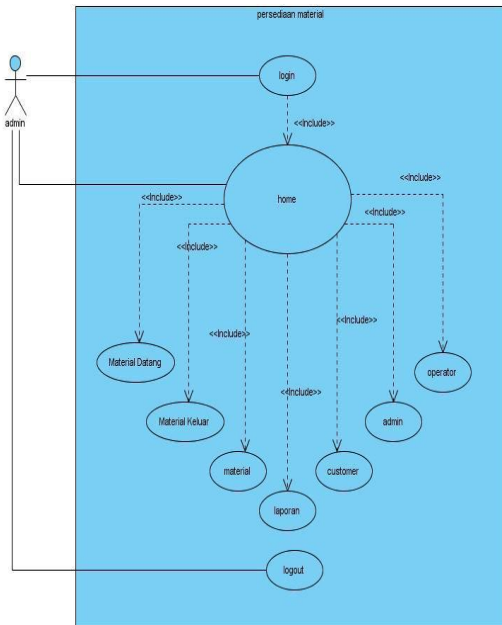 persediaan material
login
admin
<<Include>>
<<Include>>
<<Include>>
home
<<Include>>
<<Include>>
<<Include>>
<<Include>>
<<Include>>
Material Datang
operator
<<Include>>
Material Keluar
admin
material
customer
laporan
logout